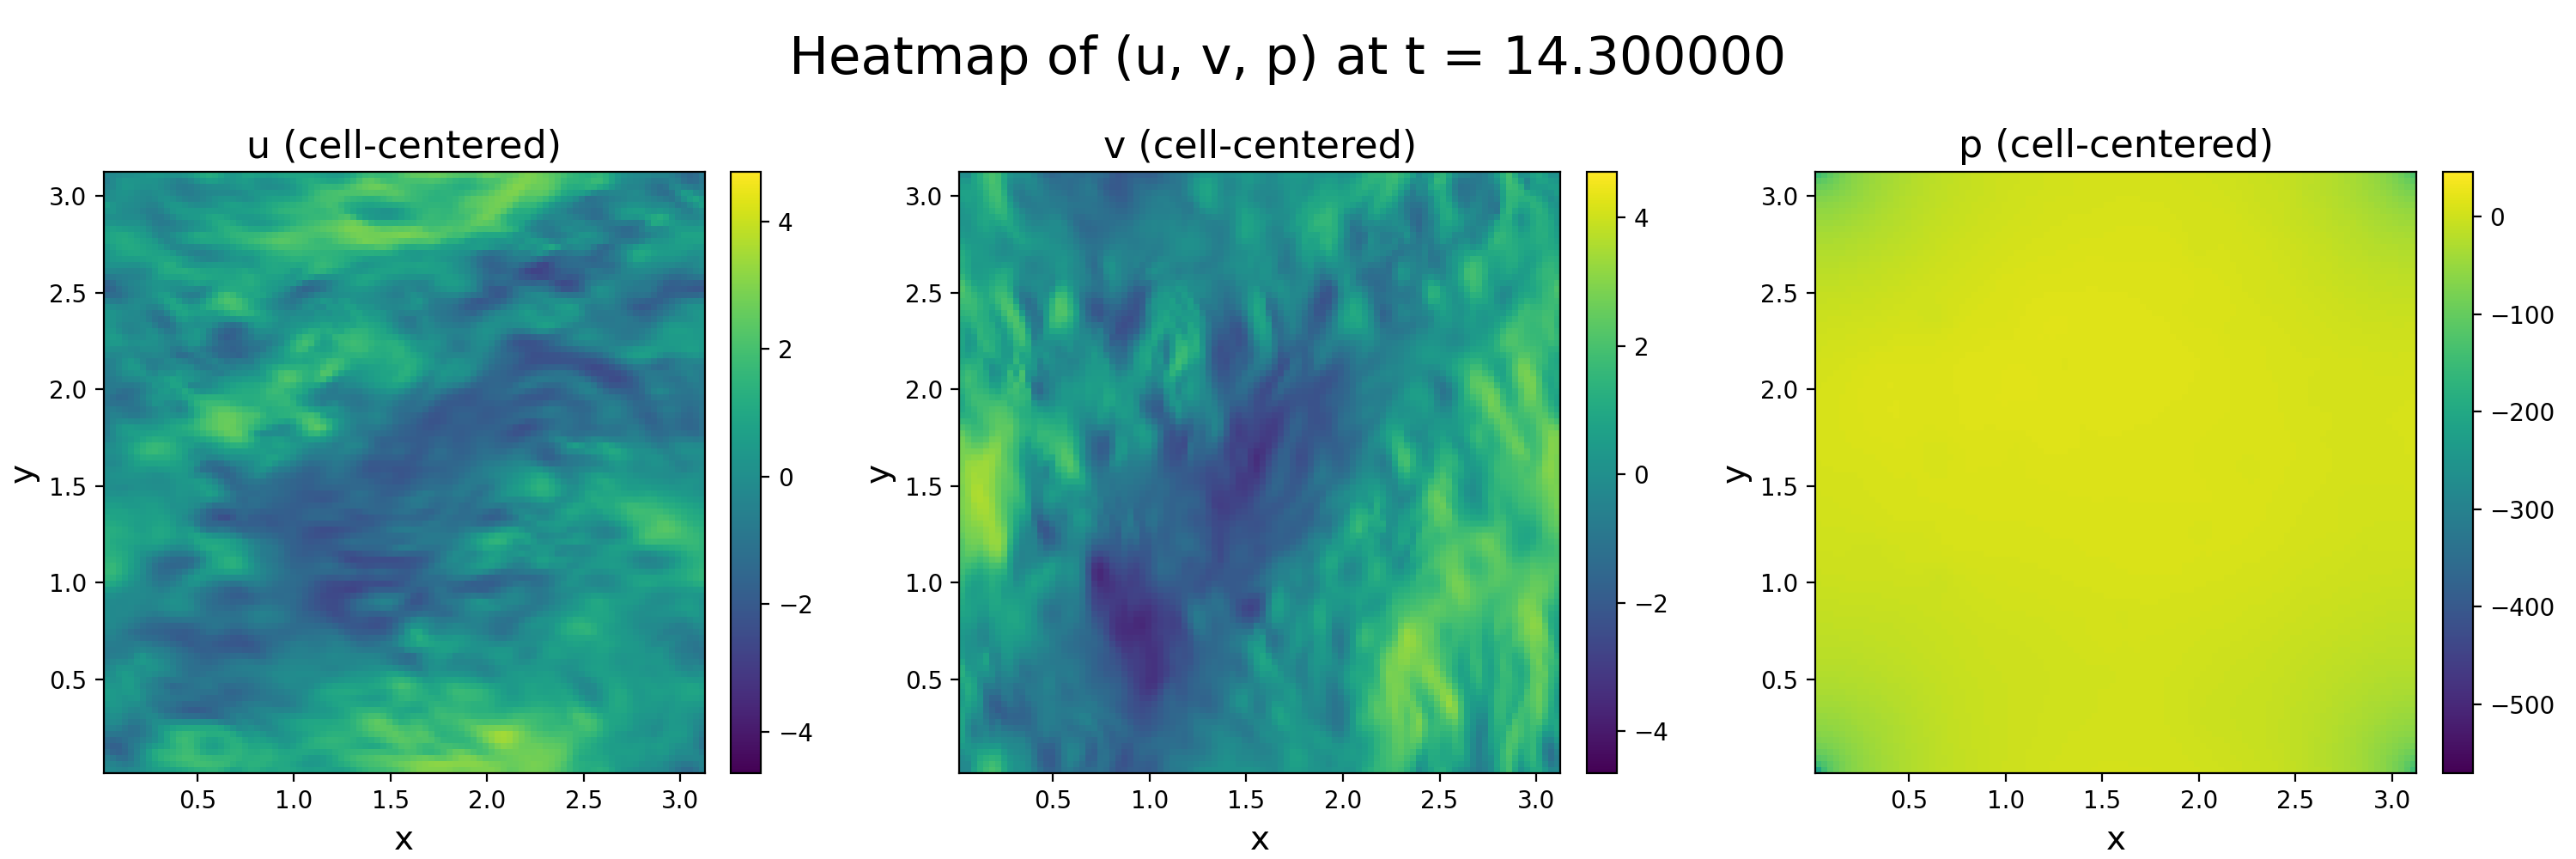 Heatmap of (u, v, p) at t = 14.300000
u (cell-centered)
3.0
2.5
2.0
1.5
1.0
0.5
y
0.5 1.0 1.5 2.0 2.5 3.0
x
4
2
0
−2
−4
v (cell-centered)
3.0
2.5
2.0
1.5
1.0
0.5
y
0.5 1.0 1.5 2.0 2.5 3.0
x
4
2
0
−2
−4
p (cell-centered)
3.0
2.5
2.0
1.5
1.0
0.5
y
0.5 1.0 1.5 2.0 2.5 3.0
x
0
−100
−200
−300
−400
−500